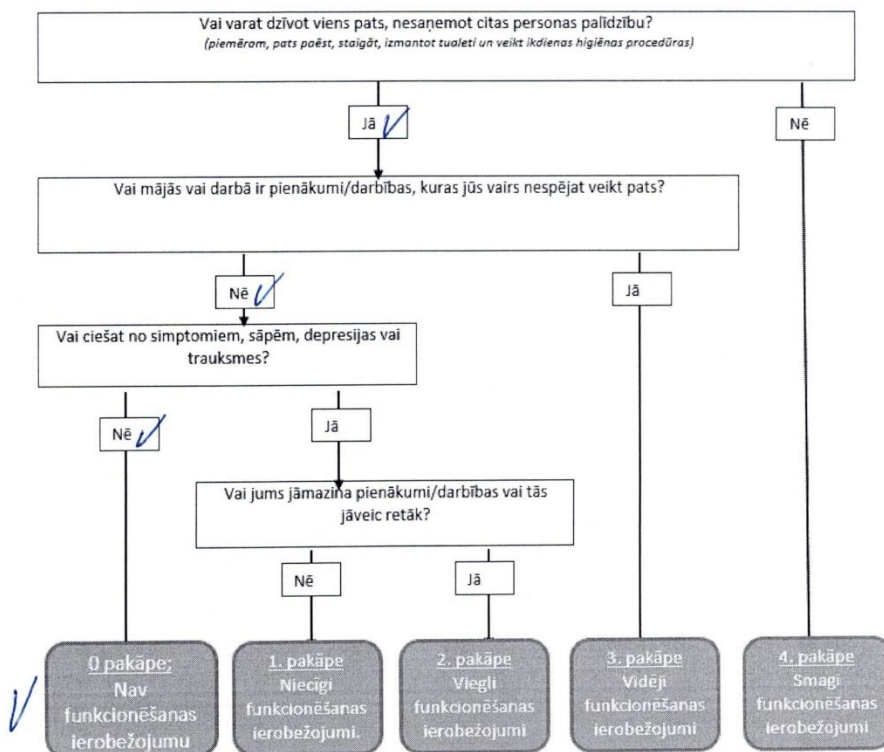 Vai varat dzīvot viens pats, nesaņemot citas personas palīdzību?
(piemēram, pats paēst, staigāt, izmantot tualeti un veikt ikdienas higiēnas procedūras)
Jā
Nē
Vai mājās vai darbā ir pienākumi/darbības, kuras jūs vairs nespējat veikt pats?
Nē
Jā
Vai ciešat no simptomiem, sāpēm, depresijas vai
trauksmes?
Nē
Jā
Vai jums jāmazina pienākumi/darbības vai tās
jāveic retāk?
Nē
Jā
0 pakāpe;
Nav
funkcionēšanas
ierobežojumu
1. pakāpe
Niecīgi
funkcionēšanas
ierobežojumi.
2. pakāpe
Viegli
funkcionēšanas
ierobežojumi
3. pakāpe
Vidēji
funkcionēšanas
ierobežojumi
4. pakāpe
Smagi
funkcionēšanas
ierobežojumi